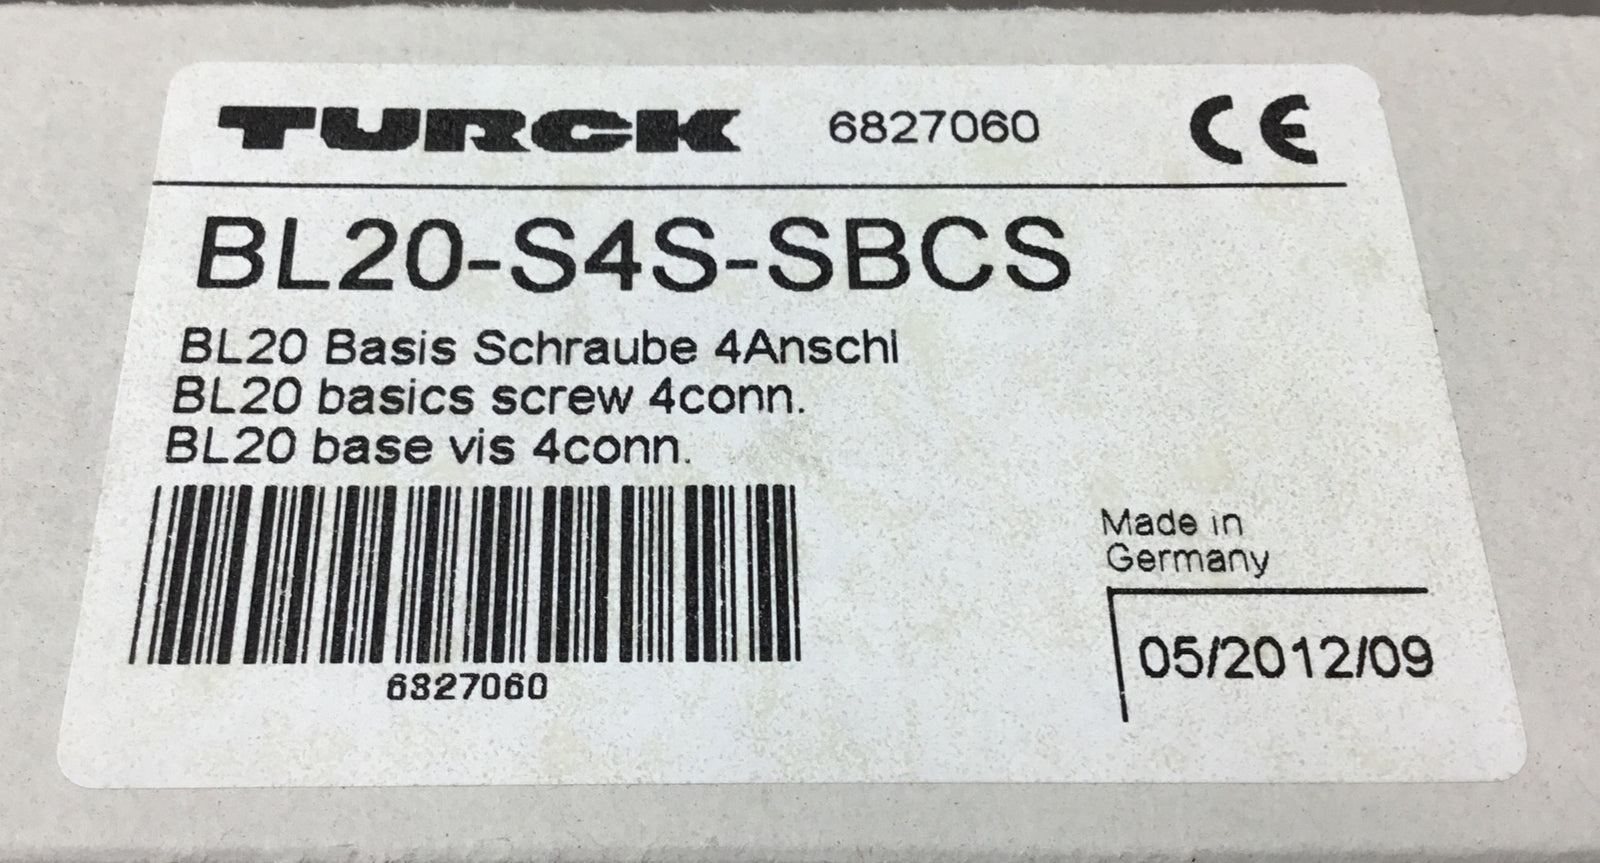 TURCK 6827060 CE
BL20-S4S-SBCS
BL20 Basis Schraube 4Anschl
BL20 basics screw 4conn.
BL20 base vis 4conn.
6827060
Made in
Germany
05/2012/09